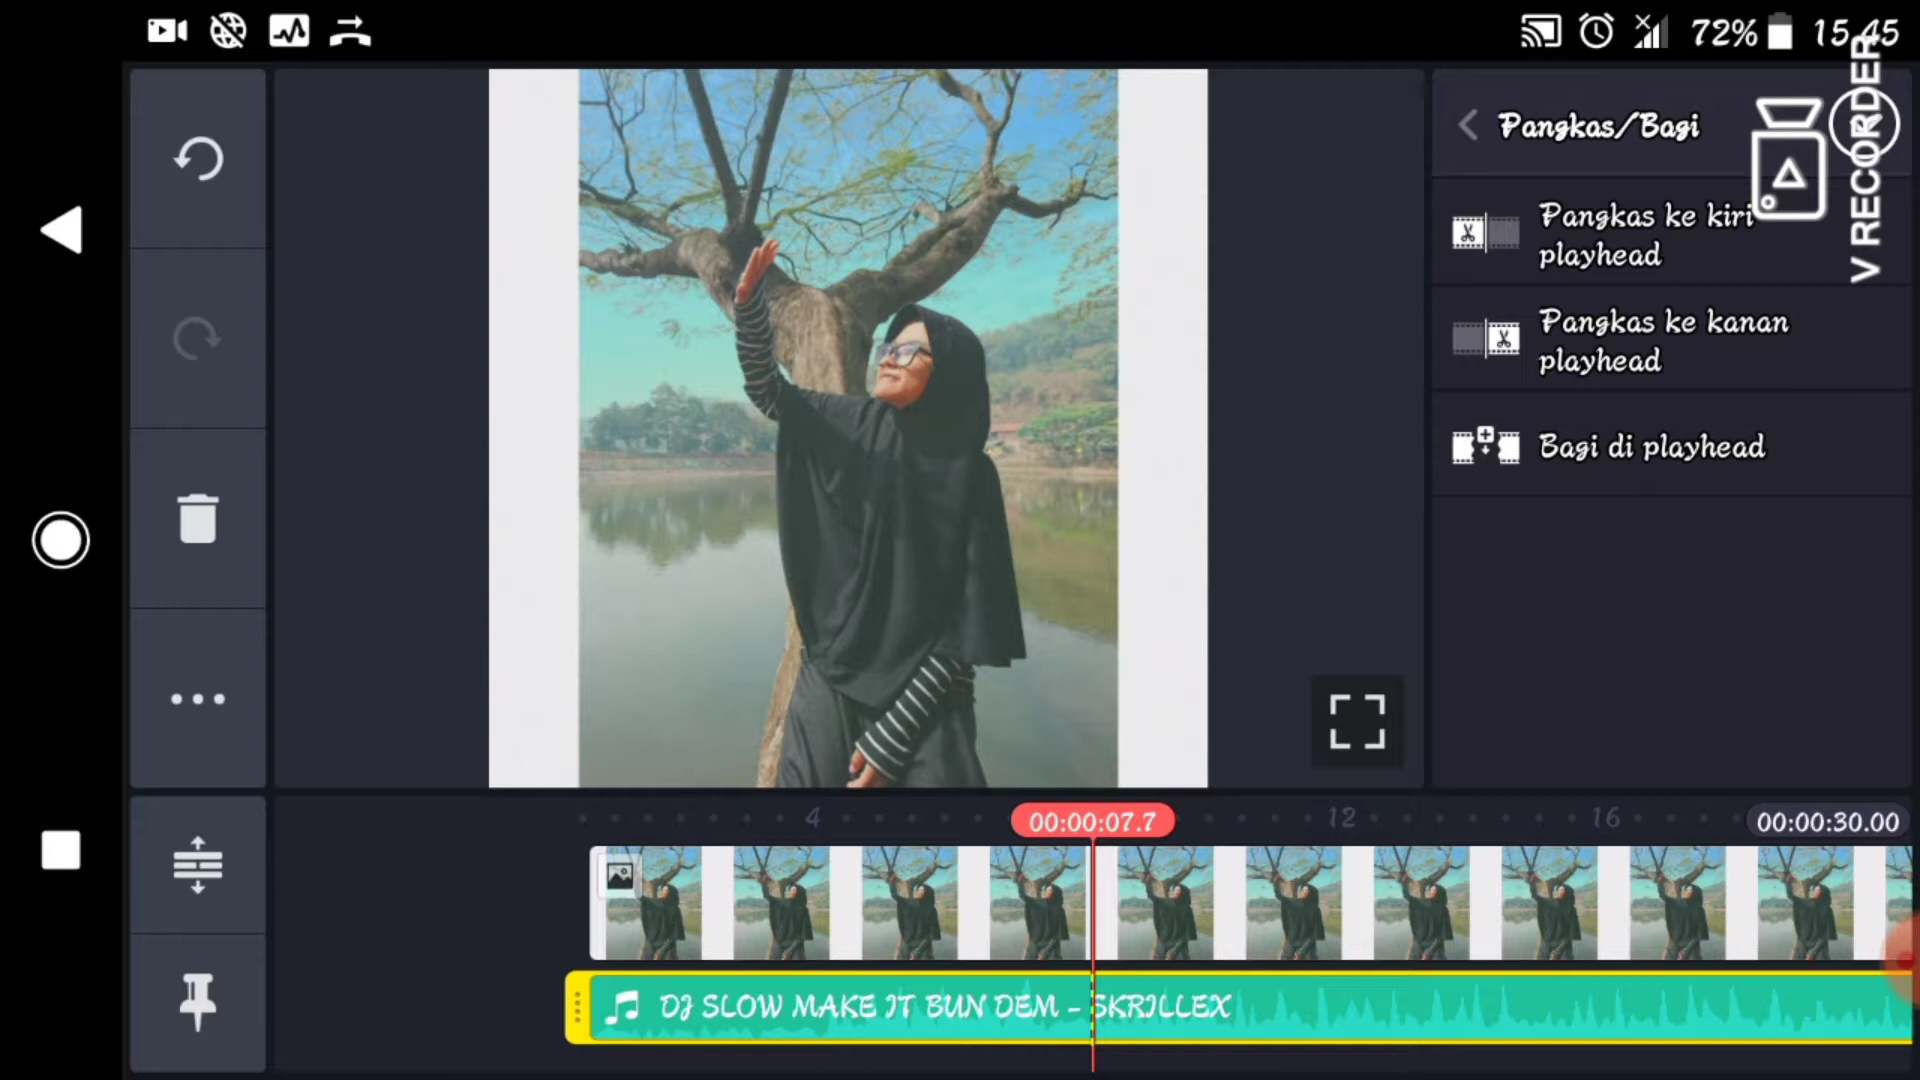 72% 15.45
Pangkas/Bagi
V RECORDER
Pangkas ke kiri
playhead
Pangkas ke kanan
playhead
Bagi di playhead
4
00:00:07.7
12
16
00:00:30.00
DJ SLOW MAKE IT BUN DEM - SKRILLEX